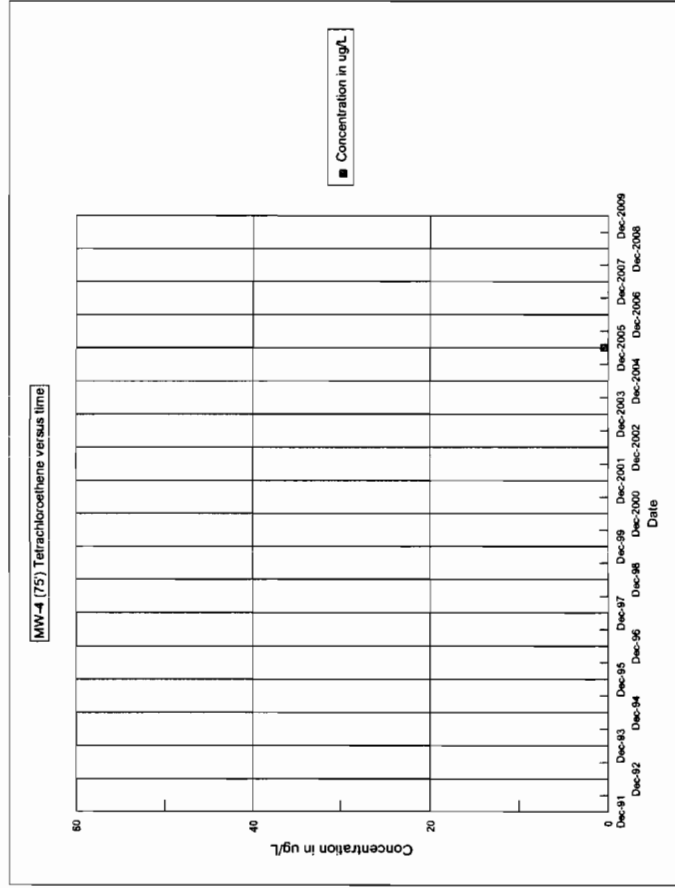 MW-4 (75') Tetrachloroethene versus time
Concentration in ug/L
60
40
20
0
Dec-91
Dec-92
Dec-93
Dec-94
Dec-95
Dec-96
Dec-97
Dec-98
Dec-99
Dec-2000
Dec-2001
Dec-2002
Dec-2003
Dec-2004
Dec-2005
Dec-2006
Dec-2007
Dec-2008
Dec-2009
Date
Concentration in ug/L